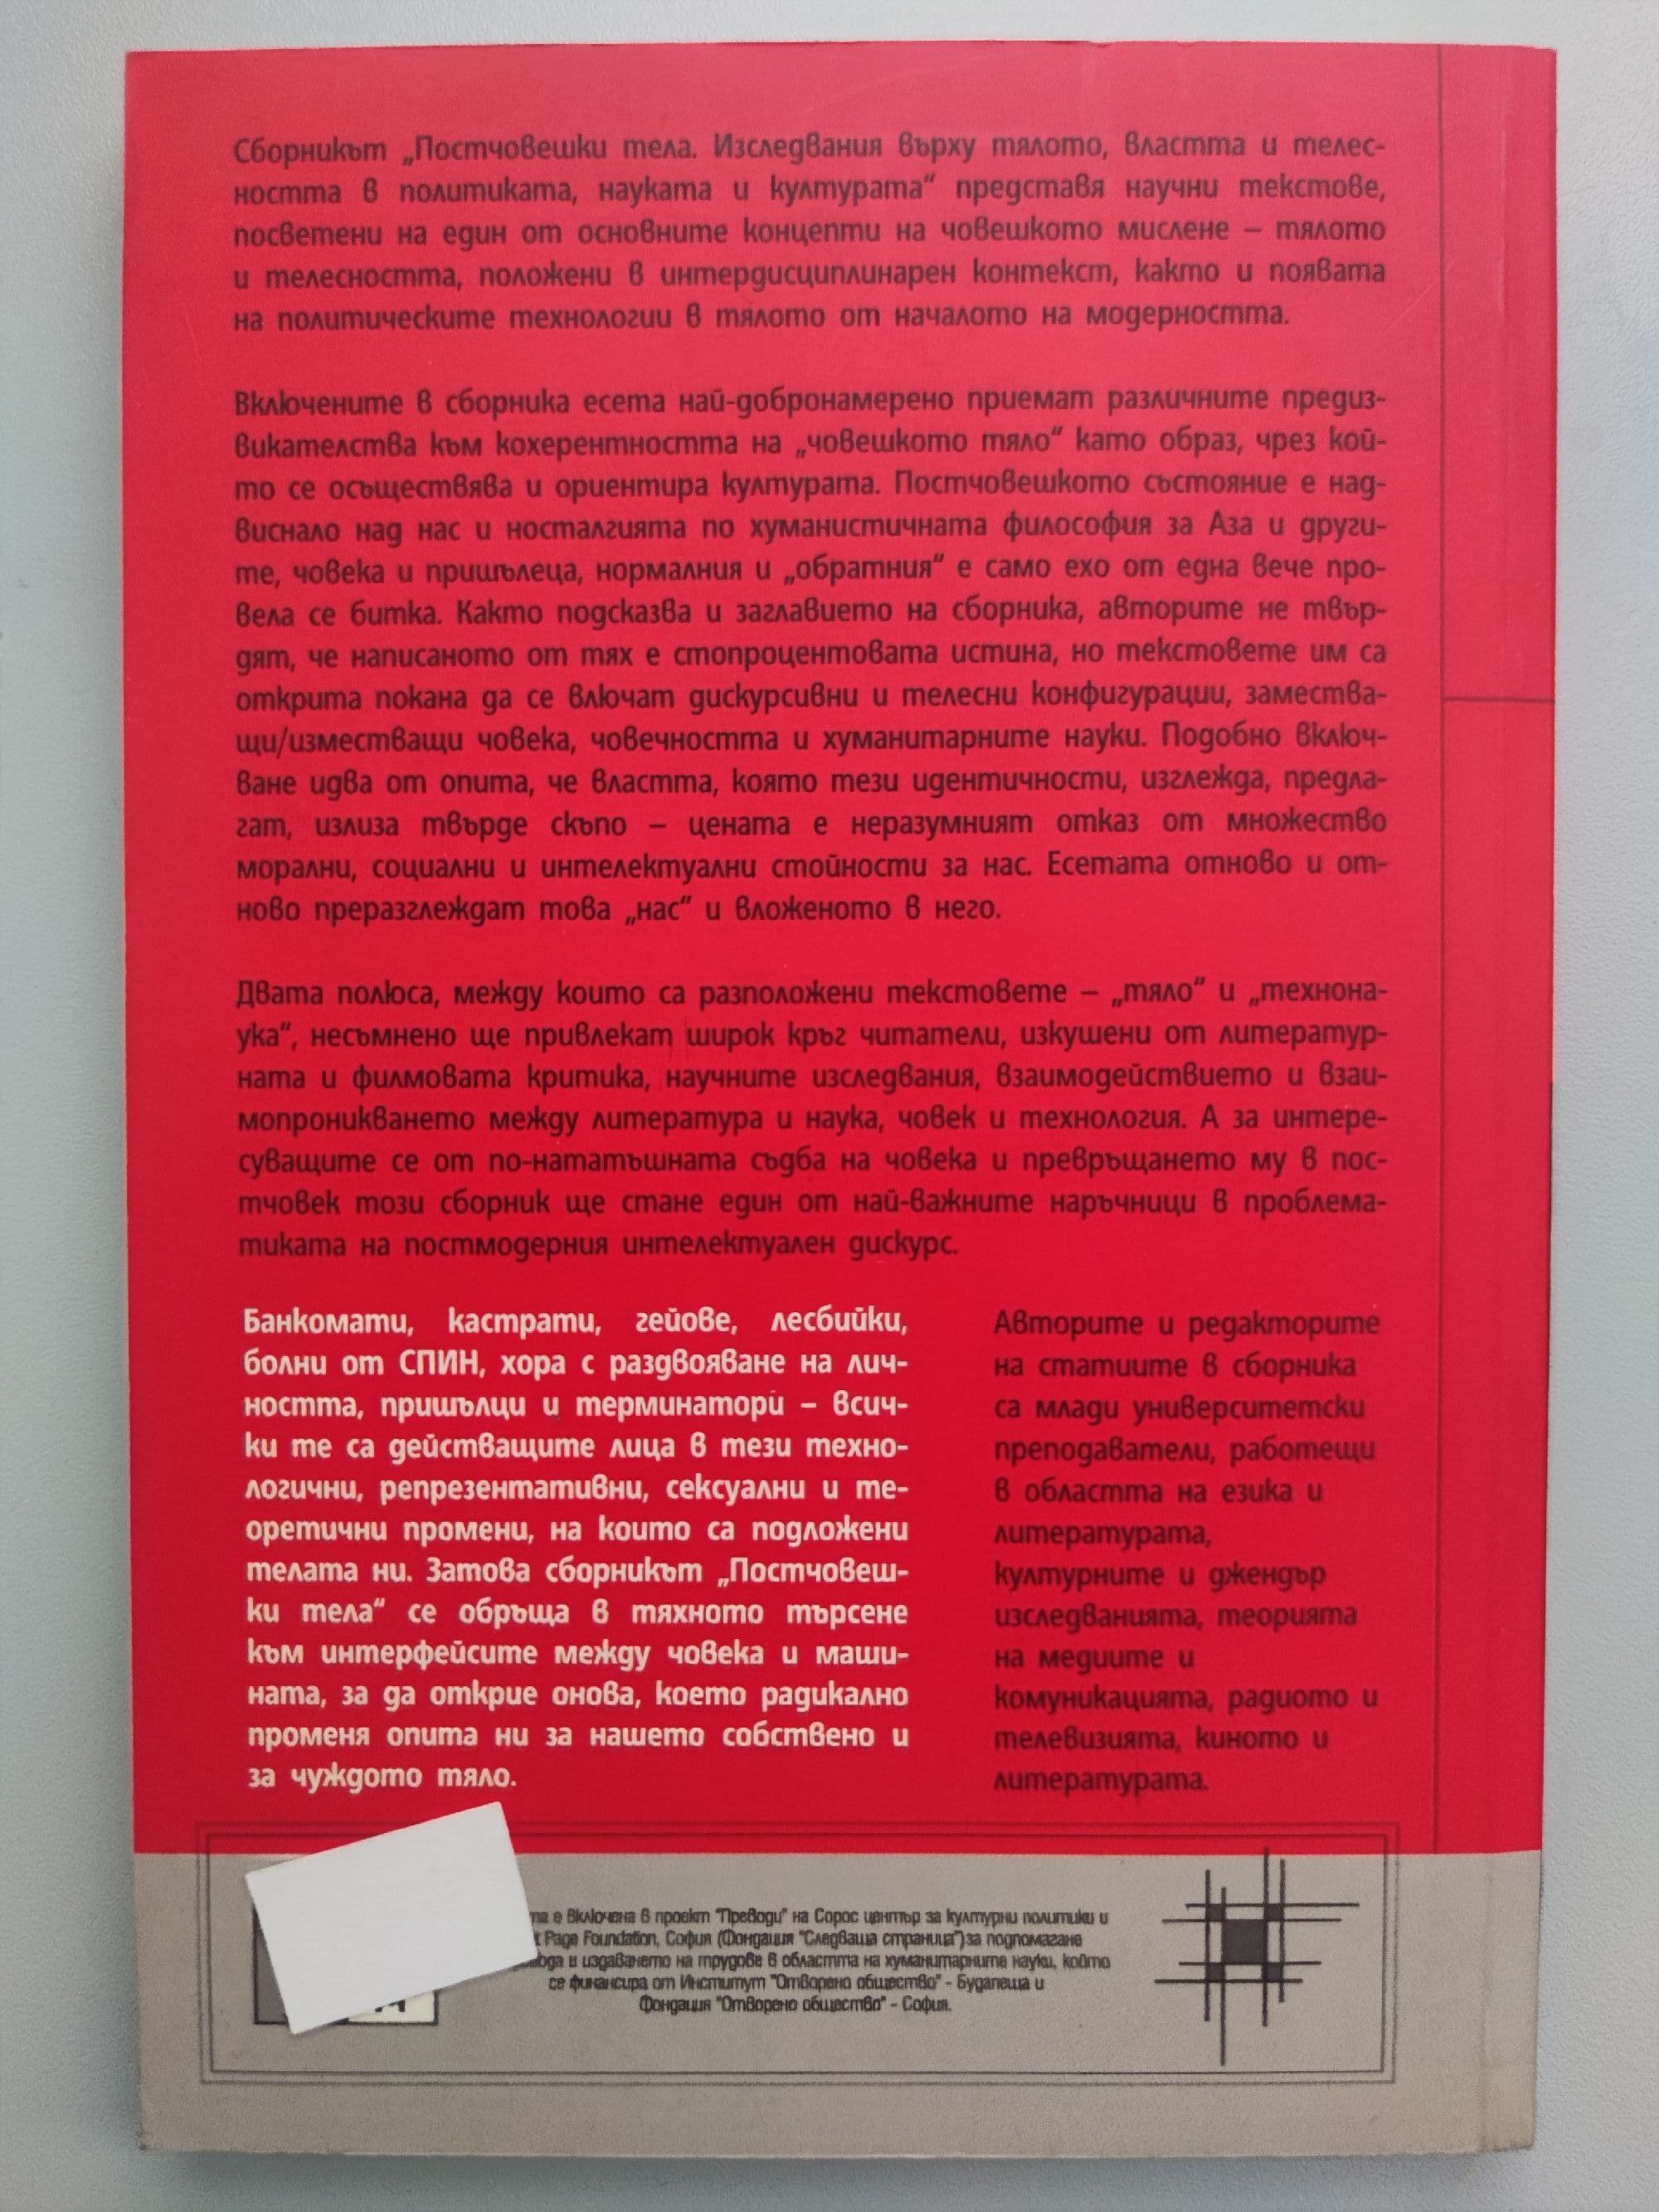 Сборникът „Постчовешки тела. Изследвания върху тялото, властта и телес-
ността в политиката, науката и културата“ представя научни текстове,
посветени на един от основните концепти на човешкото мислене – тялото
и телесността, положени в интердисциплинарен контекст, както и появата
на политическите технологии в тялото от началото на модерността.
Включените в сборника есета най-добронамерено приемат различните предиз-
викателства към кохерентността на „човешкото тяло“ като образ, чрез кой-
то се осъществява и ориентира културата. Постчовешкото състояние е над-
виснало над нас и носталгията по хуманистичната философия за Аза и други-
те, човека и пришълеца, нормалния и „обратния“ е само ехо от една вече про-
вела се битка. Както подсказва и заглавието на сборника, авторите не твър-
дят, че написаното от тях е стопроцентовата истина, но текстовете им са
открита покана да се влючат дискурсивни и телесни конфигурации, замества-
щи/изместващи човека, човечността и хуманитарните науки. Подобно включ-
ване идва от опита, че властта, която тези идентичности, изглежда, предла-
гат, излиза твърде скъпо – цената е неразумният отказ от множество
морални, социални и интелектуални стойности за нас. Есетата отново и от-
ново преразглеждат това „нас“ и вложеното в него.
Двата полюса, между които са разположени текстовете – „тяло“ и „технона-
ука“, несъмнено ще привлекат широк кръг читатели, изкушени от литератур-
ната и филмовата критика, научните изследвания, взаимодействието и взаи-
мопроникването между литература и наука, човек и технология. А за интере-
суващите се от по-нататъшната съдба на човека и превръщането му в пос-
тчовек този сборник ще стане един от най-важните наръчници в проблема-
тиката на постмодерния интелектуален дискурс.
Банкомати, кастрати, гейове, лесбийки,
болни от СПИН, хора с раздвояване на лич-
ността, пришълци и терминатори – всич-
ки те са действащите лица в тези техно-
логични, репрезентативни, сексуални и те-
оретични промени, на които са подложени
телата ни. Затова сборникът „Постчовеш-
ки тела“ се обръща в тяхното търсене
към интерфейсите между човека и маши-
ната, за да открие онова, което радикално
променя опита ни за нашето собствено и
за чуждото тяло.
Авторите и редакторите
на статиите в сборника
са млади университетски
преподаватели, работещи
в областта на езика и
литературата,
културните и джендър
изследванията, теорията
на медиите и
комуникацията, радиото и
телевизията, киното и
литературата.
е включена в проект "Преводи" на Сорос център за културни политики и
Page Foundation, София (Фондация "Следваща страница")за подпомагане
и издаването на трудове в областта на хуманитарните науки, който
се финансира от Институт "Отворено общество" - Будапеща и
Фондация "Отворено общество" - София.